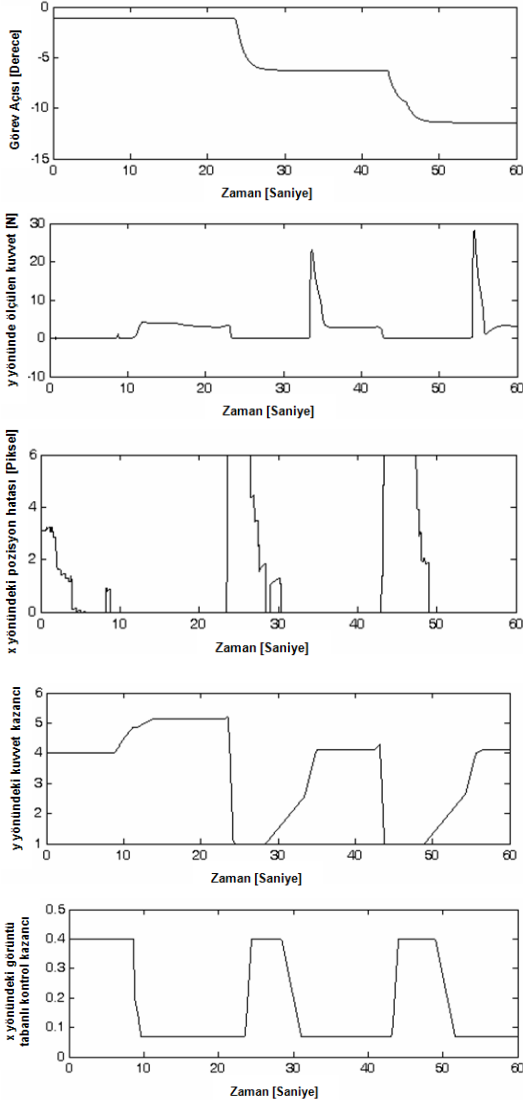 Görev Açısı [Derece]
0
-5
-10
-15
0 10 20 30 40 50 60
Zaman [Saniye]
y yönünde ölçülen kuvvet [N]
30
20
10
0
-10
0 10 20 30 40 50 60
Zaman [Saniye]
x yönündeki pozisyon hatası [Piksel]
6
4
2
0
0 10 20 30 40 50 60
Zaman [Saniye]
y yönündeki kuvvet kazancı
6
5
4
3
2
1
0 10 20 30 40 50 60
Zaman [Saniye]
x yönündeki görüntü
tabanlı kontrol kazancı
0.5
0.4
0.3
0.2
0.1
0
0 10 20 30 40 50 60
Zaman [Saniye]